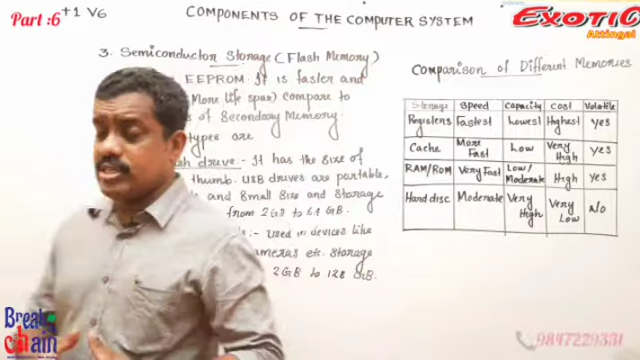 Part :6
+1 V6
COMPONENTS OF THE COMPUTER SYSTEM
EXOTIC
Attingal
3. Semiconductor Storage (Flash Memory)
EEPROM. It is faster and
(More life span) compare to
of Secondary Memory.
types are
drive :- It has the size of
thumb. USB drives are portable,
and Small Size and Storage
from 2GB to 64 GB.
:- Used in devices like
cameras etc. Storage
2GB to 128 GB.
Comparison of Different Memories
Storage Speed Capacity Cost Volatile
Registers Fastest Lowest Highest Yes
Cache More Fast Low Very High Yes
RAM/ROM Very Fast Low/Moderate High Yes
Hard disc Moderate Very High Very Low No
Break the chain
9847229331